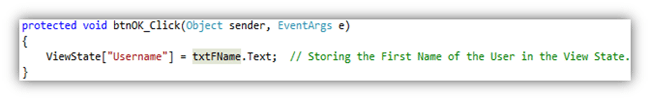 protected void btnOK_Click(Object sender, EventArgs e)
{
ViewState["Username"] = txtFName.Text; // Storing the First Name of the User in the View State.
}